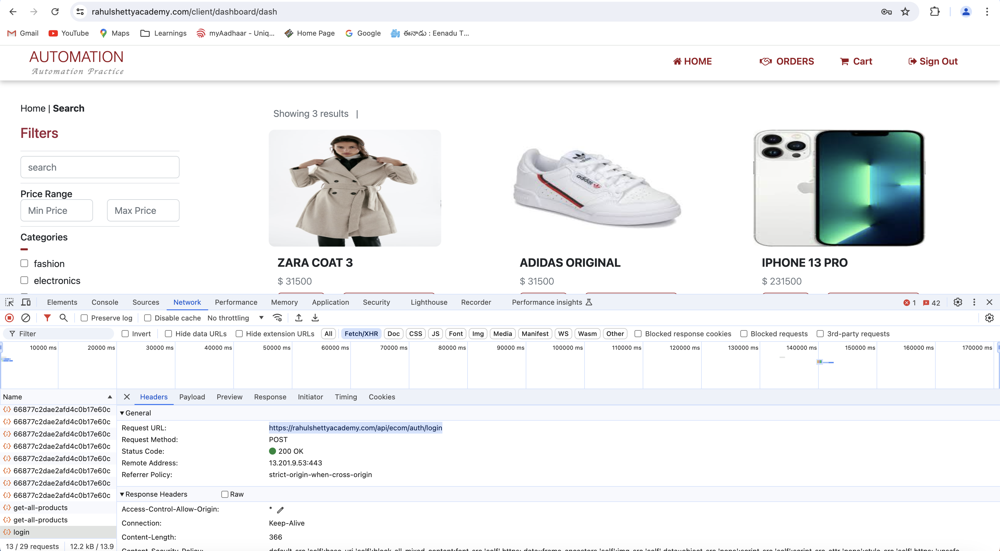 rahulshettyacademy.com/client/dashboard/dash
Gmail YouTube Maps Learnings myAadhaar - Uniq... Home Page Google ఈనాడు : Eenadu T...
AUTOMATION
Automation Practice
HOME ORDERS Cart Sign Out
Home | Search
Showing 3 results |
Filters
search
Price Range
Min Price Max Price
Categories
fashion
electronics
adidas
adidas
ZARA COAT 3 ADIDAS ORIGINAL IPHONE 13 PRO
$ 31500 $ 31500 $ 231500
Elements Console Sources Network Performance Memory Application Security Lighthouse Recorder Performance insights 1 42
Preserve log Disable cache No throttling
Filter Invert Hide data URLs Hide extension URLs All Fetch/XHR Doc CSS JS Font Img Media Manifest WS Wasm Other Blocked response cookies Blocked requests 3rd-party requests
10000 ms 20000 ms 30000 ms 40000 ms 50000 ms 60000 ms 70000 ms 80000 ms 90000 ms 100000 ms 110000 ms 120000 ms 130000 ms 140000 ms 150000 ms 160000 ms 170000 ms
Name
66877c2dae2afd4c0b17e60c
66877c2dae2afd4c0b17e60c
66877c2dae2afd4c0b17e60c
66877c2dae2afd4c0b17e60c
66877c2dae2afd4c0b17e60c
66877c2dae2afd4c0b17e60c
66877c2dae2afd4c0b17e60c
66877c2dae2afd4c0b17e60c
get-all-products
get-all-products
login
13 / 29 requests 12.2 kB / 13.9
Headers Payload Preview Response Initiator Timing Cookies
General
Request URL: https://rahulshettyacademy.com/api/ecom/auth/login
Request Method: POST
Status Code: 200 OK
Remote Address: 13.201.9.53:443
Referrer Policy: strict-origin-when-cross-origin
Response Headers Raw
Access-Control-Allow-Origin: *
Connection: Keep-Alive
Content-Length: 366